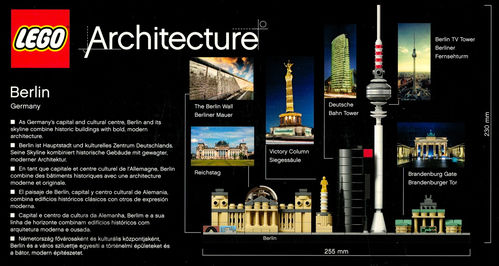 LEGO
Architecture
Berlin
Germany
■ As Germany's capital and cultural centre, Berlin and its
skyline combine historic buildings with bold, modern
architecture.
■ Berlin ist Hauptstadt und kulturelles Zentrum Deutschlands.
Seine Skyline kombiniert historische Gebäude mit gewagter,
moderner Architektur.
■ En tant que capitale et centre culturel de l'Allemagne, Berlin
combine des bâtiments historiques avec une architecture
moderne et originale.
■ El paisaje de Berlín, capital y centro cultural de Alemania,
combina edificios históricos clásicos con otros de expresión
moderna.
■ Capital e centro da cultura da Alemanha, Berlim e a sua
linha de horizonte combinam edifícios históricos com
arquitetura moderna e ousada.
■ Németország fővárosaként és kulturális központjaként,
Berlin és a város sziluettje egyesíti a történelmi épületeket és
a bátor, modern építészetet.
The Berlin Wall
Berliner Mauer
Reichstag
Victory Column
Siegessäule
Deutsche
Bahn Tower
Berlin TV Tower
Berliner
Fernsehturm
Brandenburg Gate
Brandenburger Tor
Berlin
255 mm
230 mm